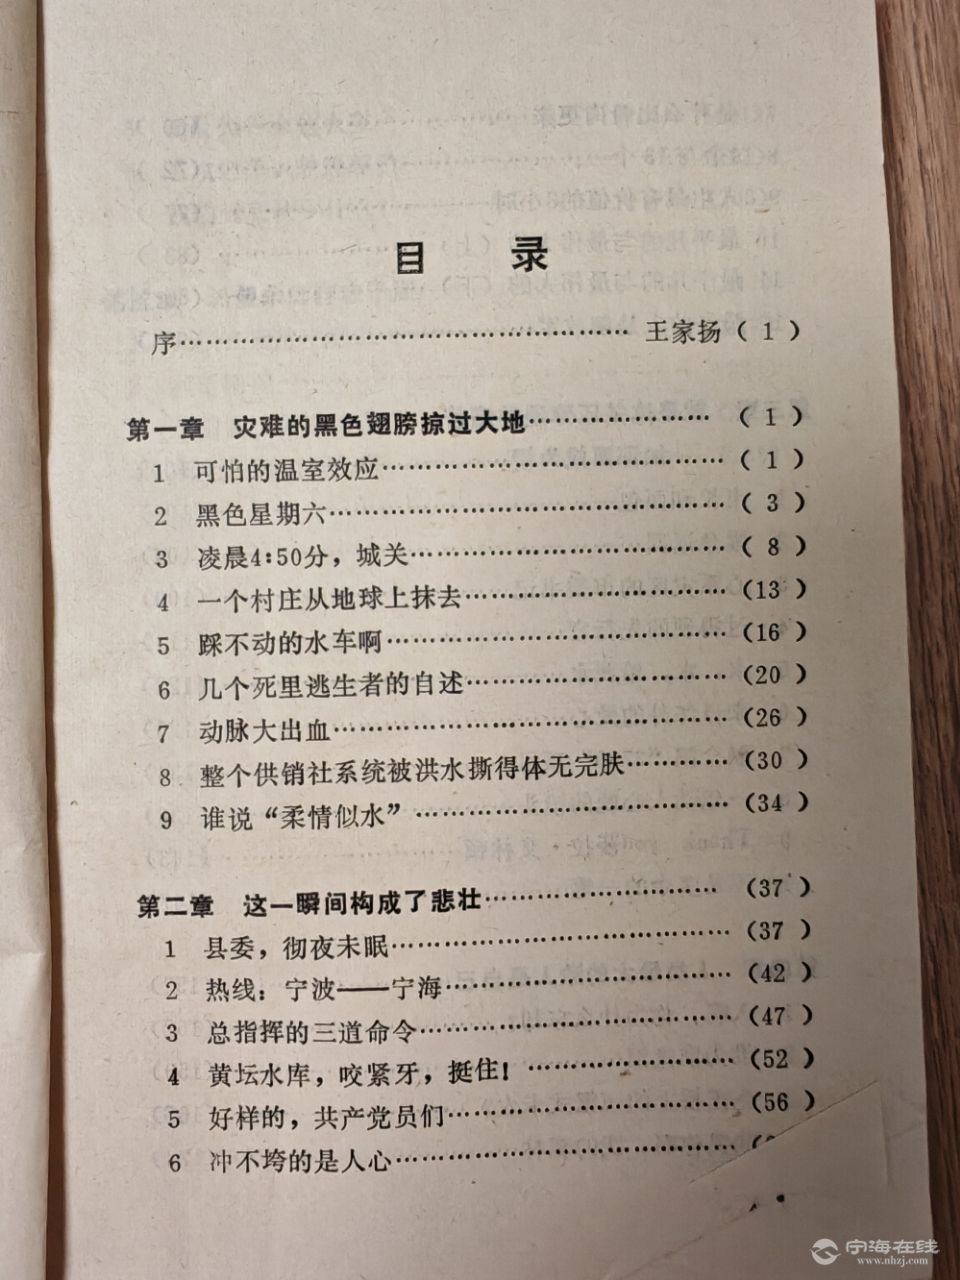 目 录
序……………………………………………… 王家扬 ( 1 )
第一章 灾难的黑色翅膀掠过大地………………… ( 1 )
1 可怕的温室效应………………………………… ( 1 )
2 黑色星期六……………………………………… ( 3 )
3 凌晨4:50分，城关……………………………… ( 8 )
4 一个村庄从地球上抹去………………………… (13 )
5 踩不动的水车啊………………………………… (16 )
6 几个死里逃生者的自述………………………… (20 )
7 动脉大出血……………………………………… (26 )
8 整个供销社系统被洪水撕得体无完肤………… (30 )
9 谁说“柔情似水”……………………………… (34 )
第二章 这一瞬间构成了悲壮……………………… (37 )
1 县委，彻夜未眠………………………………… (37 )
2 热线：宁波——宁海…………………………… (42 )
3 总指挥的三道命令……………………………… (47 )
4 黄坛水库，咬紧牙，挺住！…………………… (52 )
5 好样的，共产党员们…………………………… (56 )
6 冲不垮的是人心………………………………
宁海在线
www.nhzj.com